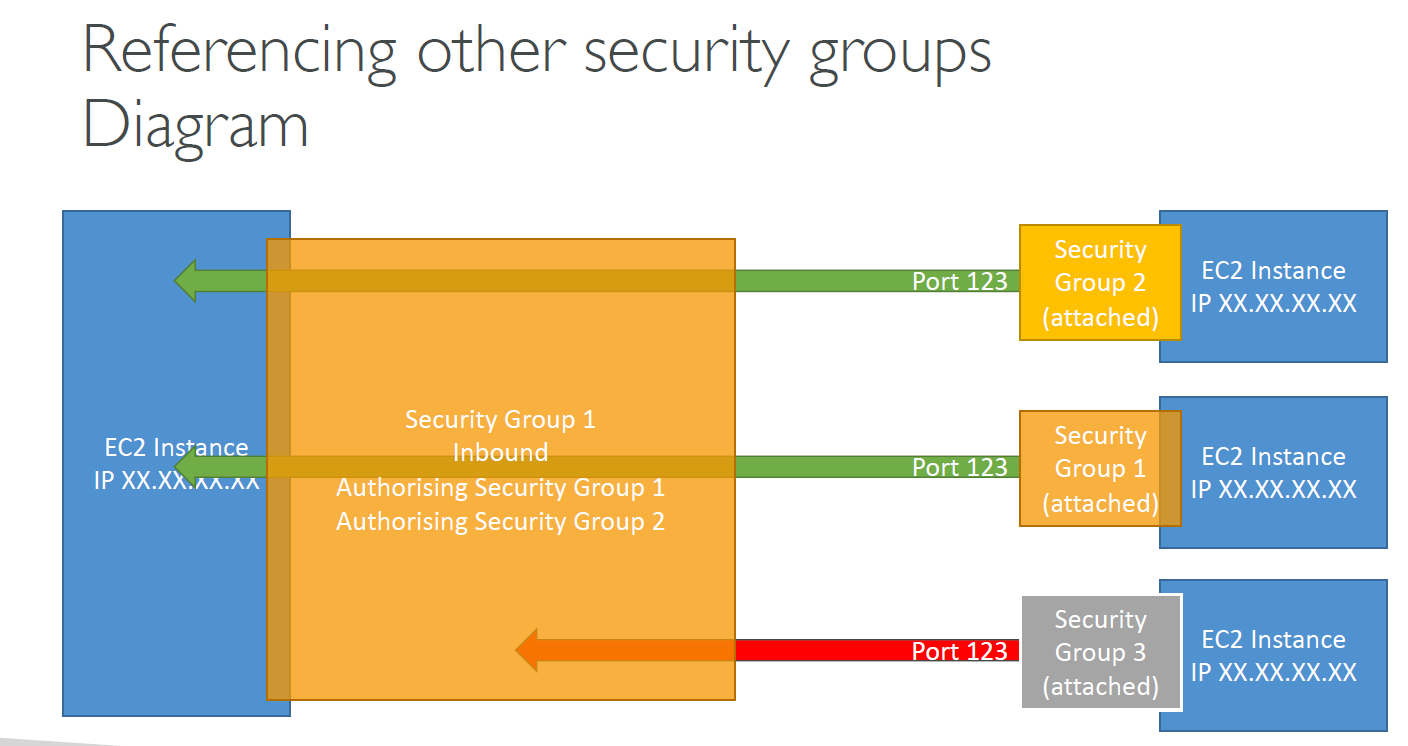 Referencing other security groups
Diagram
EC2 Instance
IP XX.XX.XX.XX
Security Group 1
Inbound
Authorising Security Group 1
Authorising Security Group 2
Port 123
Security
Group 2
(attached)
EC2 Instance
IP XX.XX.XX.XX
Port 123
Security
Group 1
(attached)
EC2 Instance
IP XX.XX.XX.XX
Port 123
Security
Group 3
(attached)
EC2 Instance
IP XX.XX.XX.XX